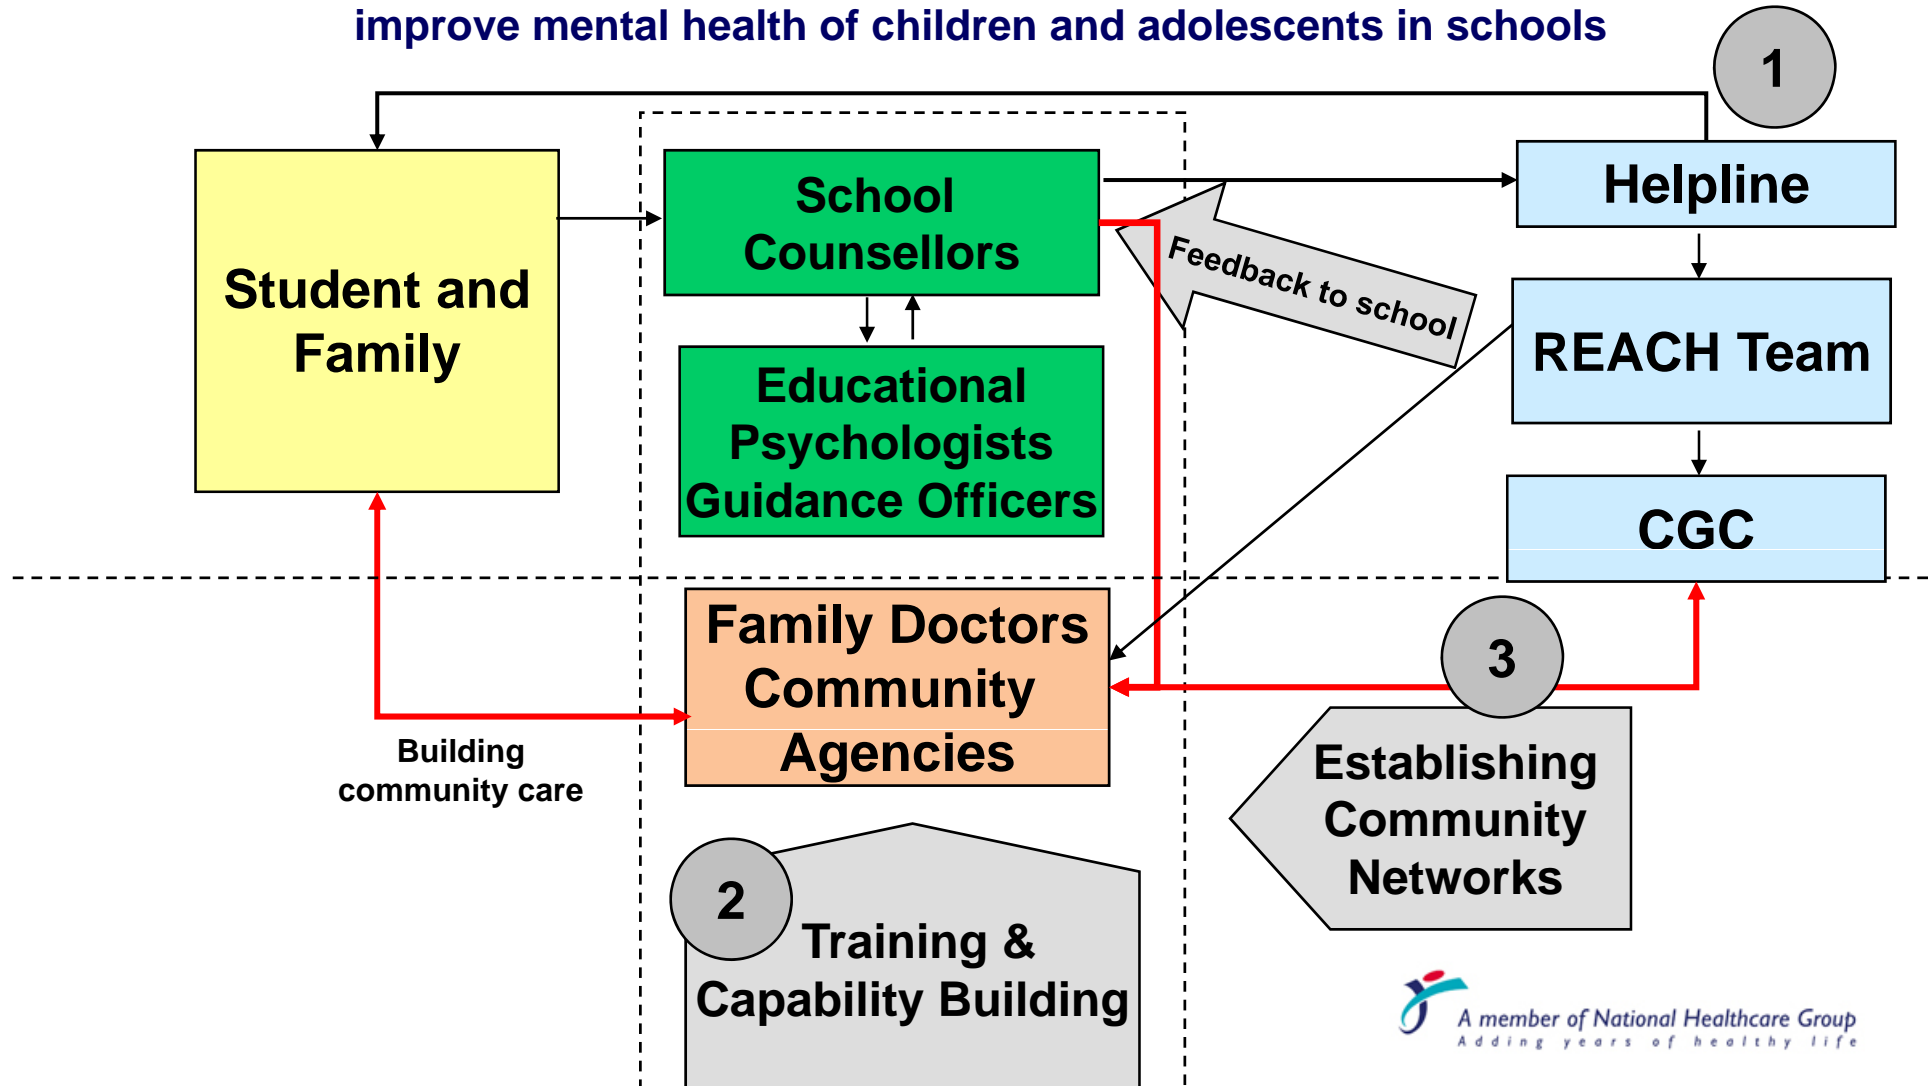 improve mental health of children and adolescents in schools
1
Student and
Family
School
Counsellors
Helpline
Feedback to school
REACH Team
Educational
Psychologists
Guidance Officers
CGC
Family Doctors
Community
Agencies
3
Building
community care
Establishing
Community
Networks
2
Training &
Capability Building
A member of National Healthcare Group
Adding years of healthy life